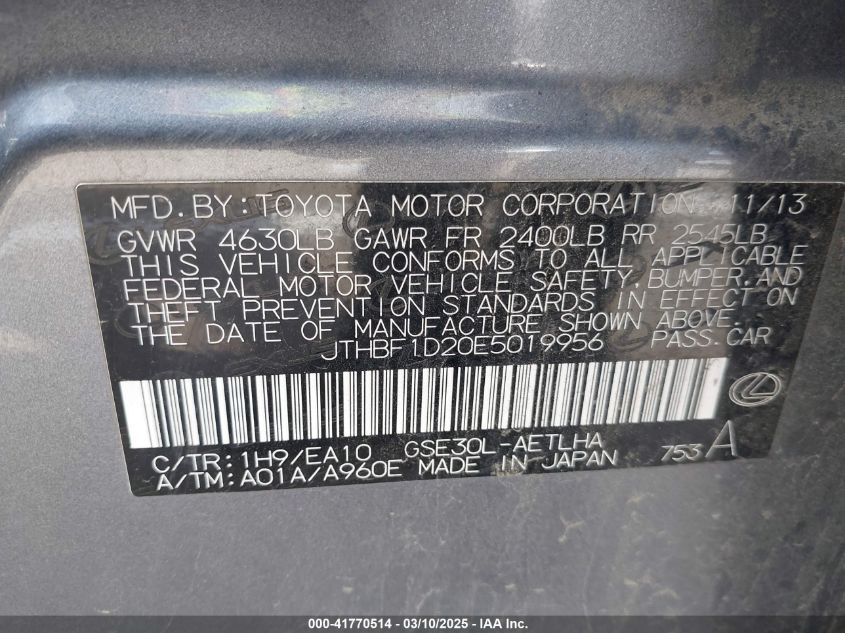 MFD. BY: TOYOTA MOTOR CORPORATION 11/13
GVWR 4630LB GAWR FR 2400LB RR 2545LB
THIS VEHICLE CONFORMS TO ALL APPLICABLE
FEDERAL MOTOR VEHICLE SAFETY, BUMPER, AND
THEFT PREVENTION STANDARDS IN EFFECT ON
THE DATE OF MANUFACTURE SHOWN ABOVE.
JTHBF1D20E5019956 PASS. CAR
C/TR: 1H9/EA10 GSE30L-AETLHA
A/TM: A01A/A960E MADE IN JAPAN 753 A
000-41770514 - 03/10/2025 - IAA Inc.